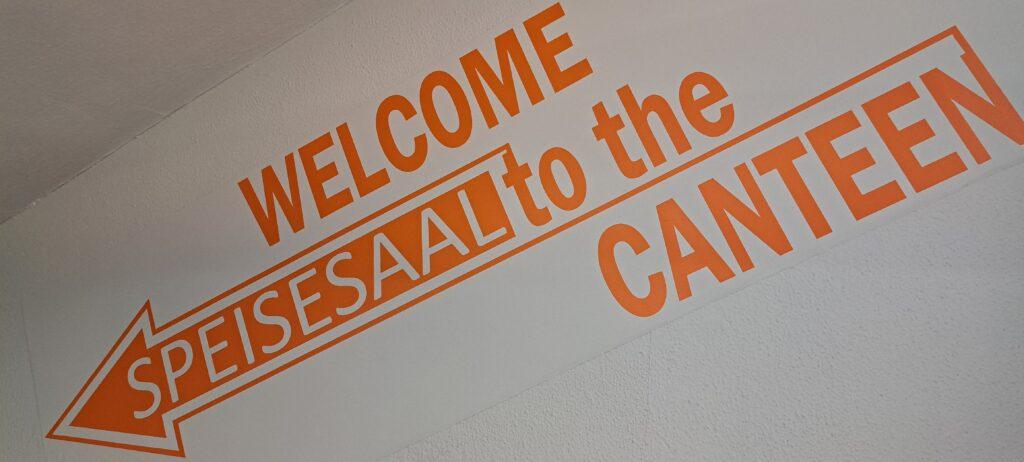 WELCOME
SPEISESAAL
to the
CANTEEN